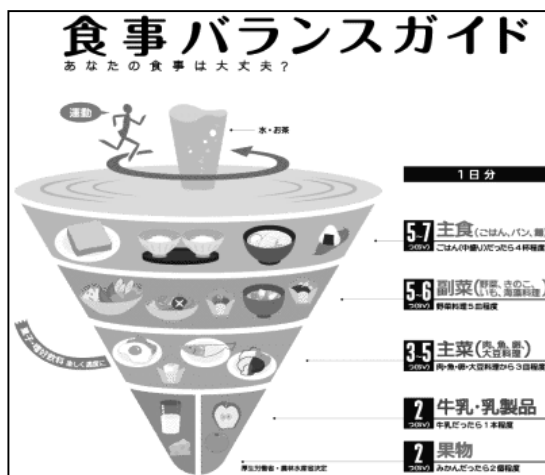 食事バランスガイド
あなたの食事は大丈夫?
運動
水・お茶
1日分
5-7 つ(SV) 主食(ごはん、パン、麺)
ごはん(中盛り)だったら4杯程度
5-6 つ(SV) 副菜(野菜、きのこ、いも、海藻料理)
野菜料理5皿程度
3-5 つ(SV) 主菜(肉、魚、卵、大豆料理)
肉・魚・卵・大豆料理から3皿程度
菓子・嗜好飲料 楽しく適度に
2 つ(SV) 牛乳・乳製品
牛乳だったら1本程度
2 つ(SV) 果物
みかんだったら2個程度
厚生労働省・農林水産省決定